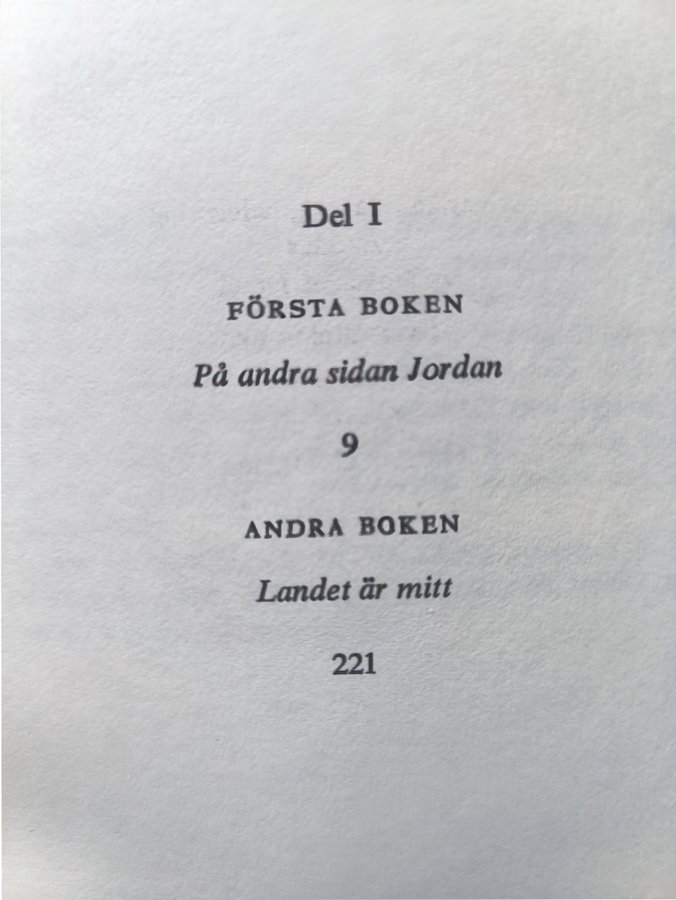 Del I
FÖRSTA BOKEN
På andra sidan Jordan
9
ANDRA BOKEN
Landet är mitt
221